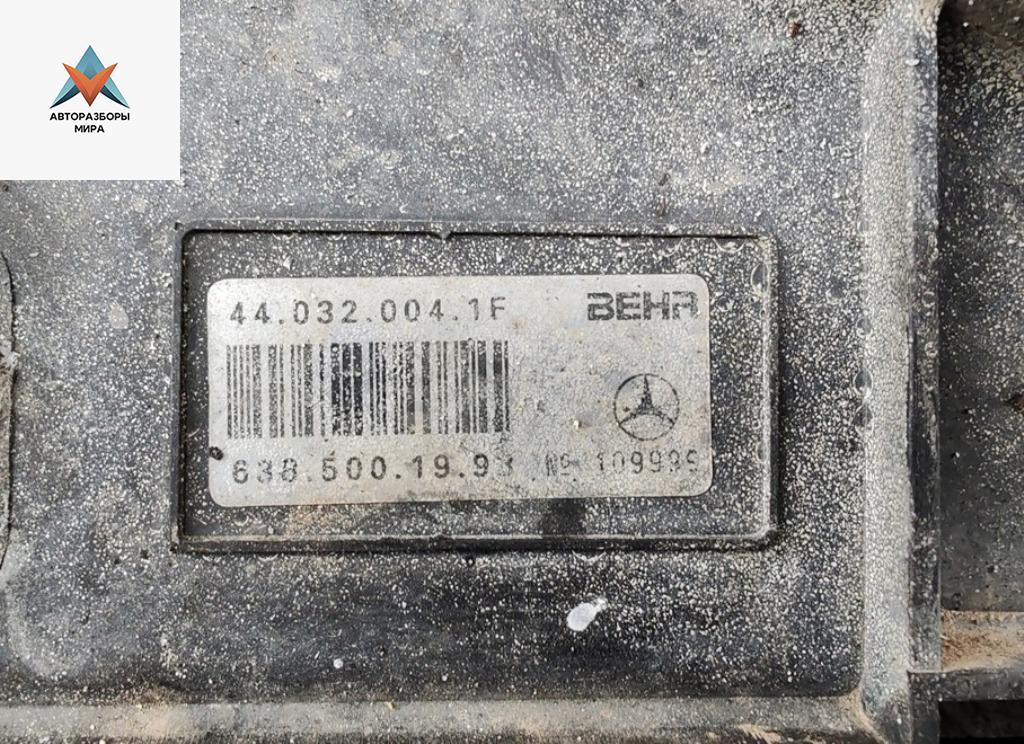 АВТОРАЗБОРЫ
МИРА
44.032.004.1F
BEHR
638.500.19.93 № 109999